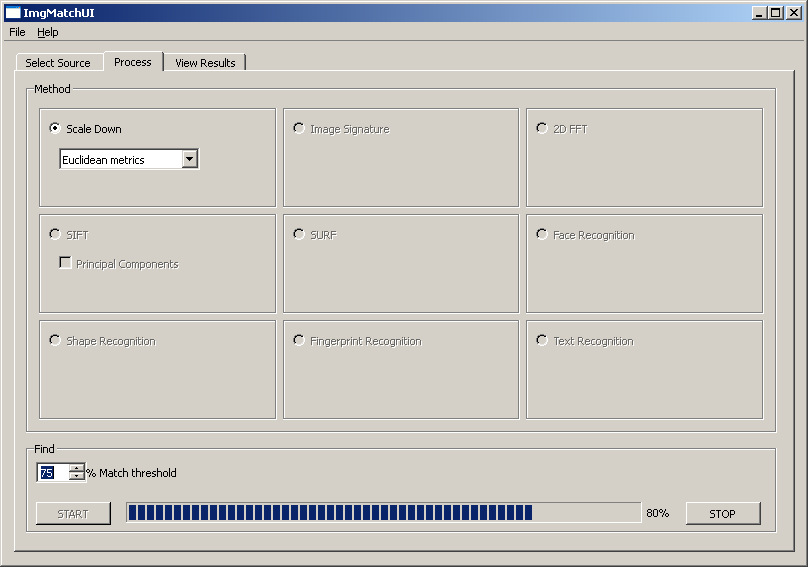 ImgMatchUI
File Help
Select Source Process View Results
Method
Scale Down Image Signature 2D FFT
Euclidean metrics
SIFT SURF Face Recognition
Principal Components
Shape Recognition Fingerprint Recognition Text Recognition
Find
75 % Match threshold
START 80% STOP